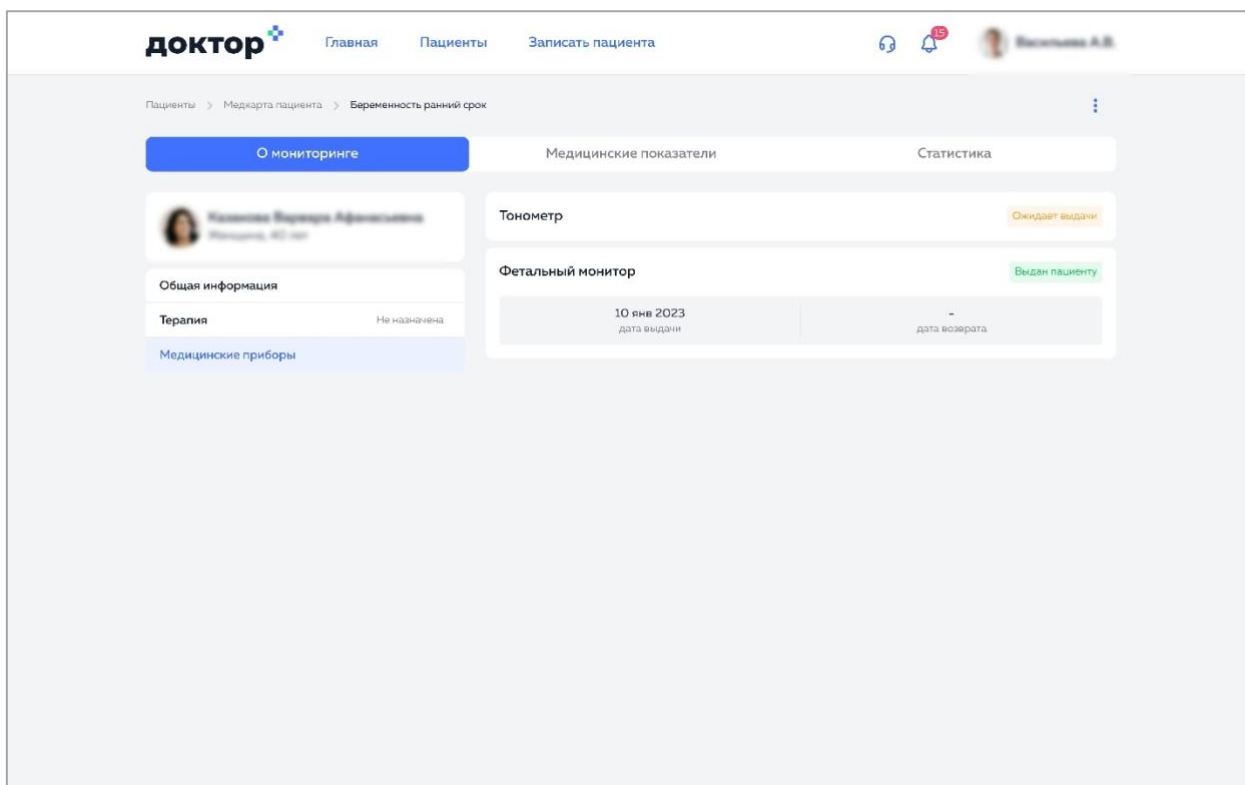 доктор
Главная Пациенты Записать пациента 15
Пациенты > Медкарта пациента > Беременность ранний срок
О мониторинге Медицинские показатели Статистика
Тонометр Ожидает выдачи
Фетальный монитор Выдан пациенту
Общая информация
10 янв 2023 -
дата выдачи дата возврата
Терапия Не назначена
Медицинские приборы